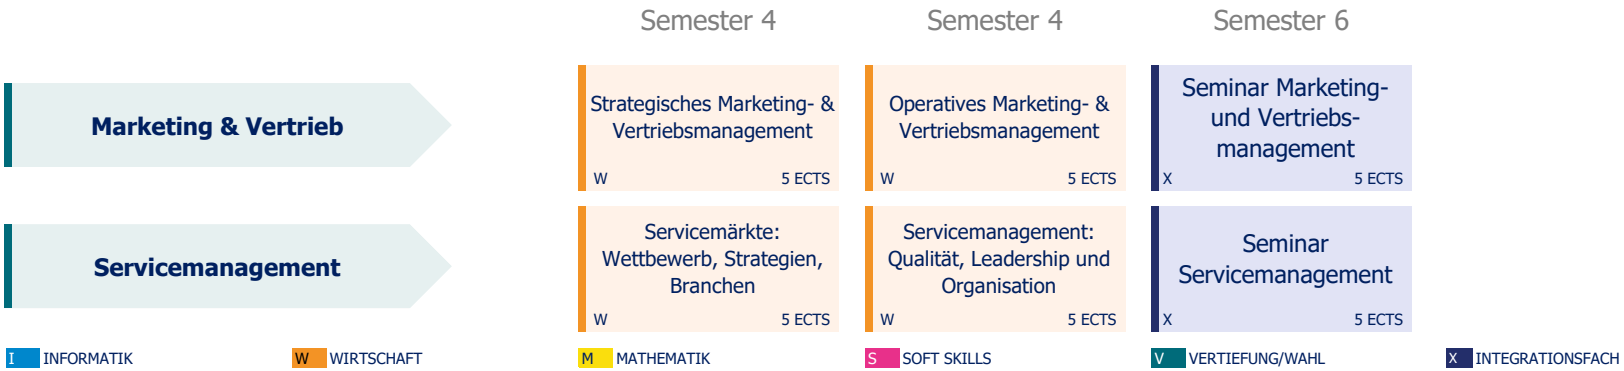 Semester 4
Semester 4
Semester 6
Marketing & Vertrieb
Strategisches Marketing- &
Vertriebsmanagement
W
5 ECTS
Operatives Marketing- &
Vertriebsmanagement
W
5 ECTS
Seminar Marketing-
und Vertriebs-
management
X
5 ECTS
Servicemanagement
Servicemärkte:
Wettbewerb, Strategien,
Branchen
W
5 ECTS
Servicemanagement:
Qualität, Leadership und
Organisation
W
5 ECTS
Seminar
Servicemanagement
X
5 ECTS
I INFORMATIK
W WIRTSCHAFT
M MATHEMATIK
S SOFT SKILLS
V VERTIEFUNG/WAHL
X INTEGRATIONSFACH